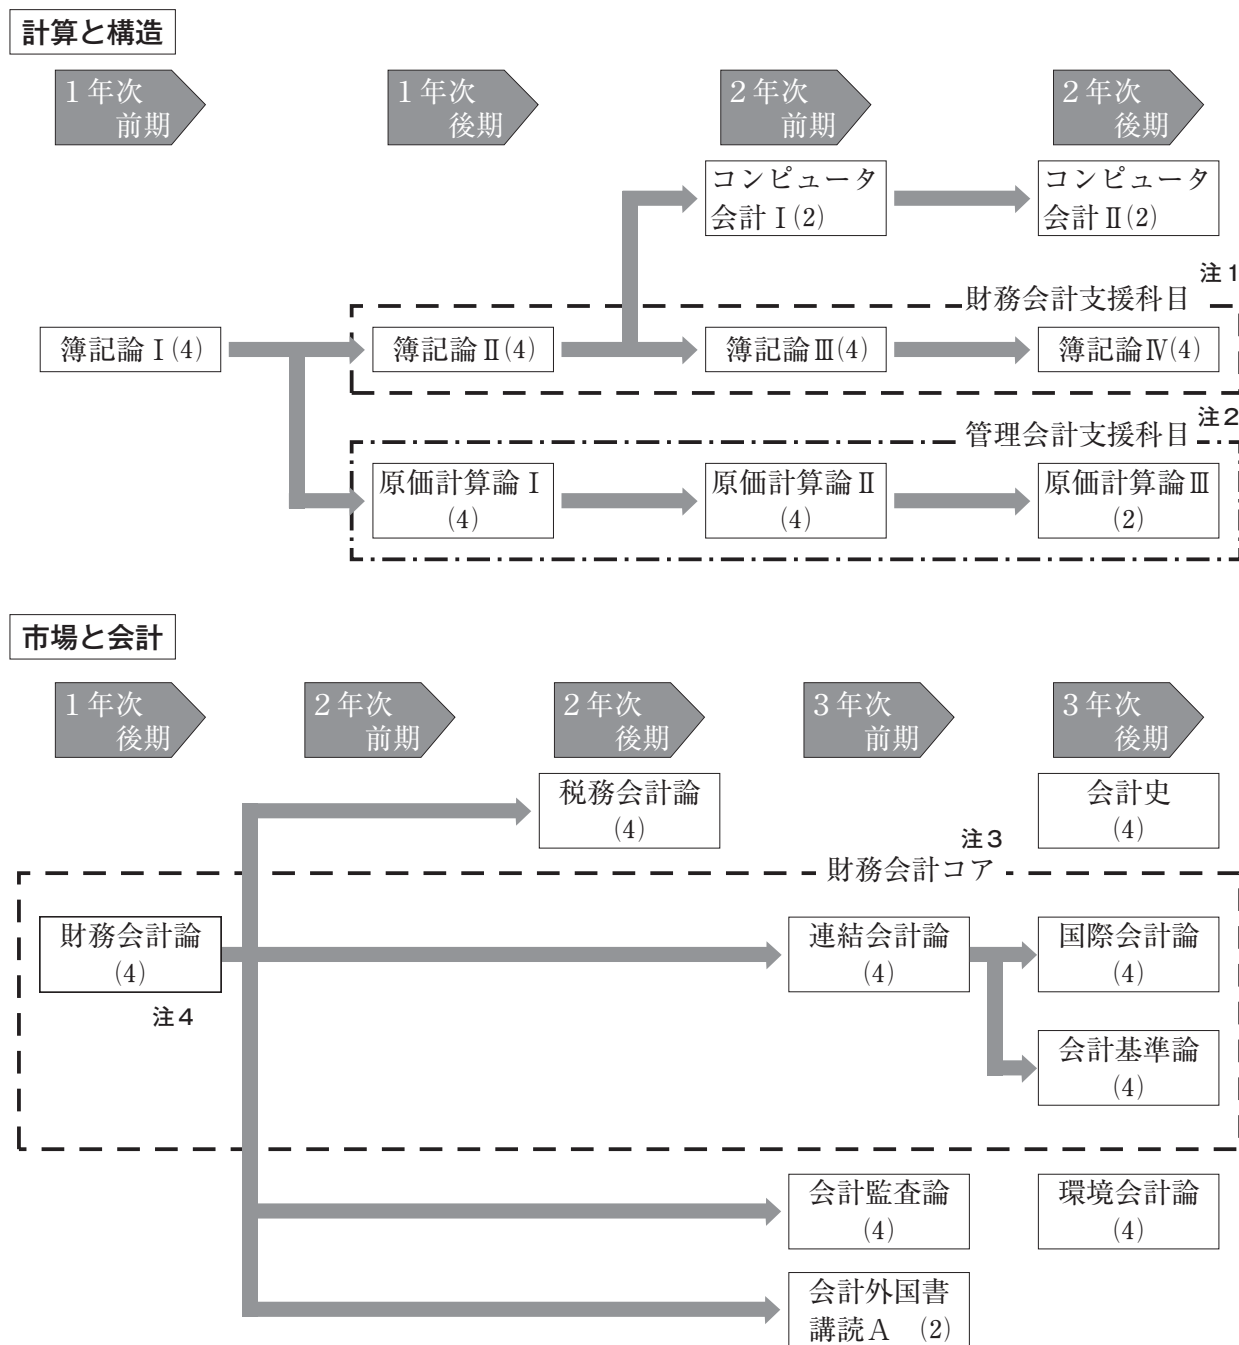 計算と構造
1年次
前期
1年次
後期
2年次
前期
2年次
後期
コンピュータ
会計Ⅰ(2)
コンピュータ
会計Ⅱ(2)
注1
財務会計支援科目
簿記論Ⅰ(4)
簿記論Ⅱ(4)
簿記論Ⅲ(4)
簿記論Ⅳ(4)
注2
管理会計支援科目
原価計算論Ⅰ
(4)
原価計算論Ⅱ
(4)
原価計算論Ⅲ
(2)
市場と会計
1年次
後期
2年次
前期
2年次
後期
3年次
前期
3年次
後期
税務会計論
(4)
会計史
(4)
注3
財務会計コア
財務会計論
(4)
注4
連結会計論
(4)
国際会計論
(4)
会計基準論
(4)
会計監査論
(4)
環境会計論
(4)
会計外国書
講読A (2)